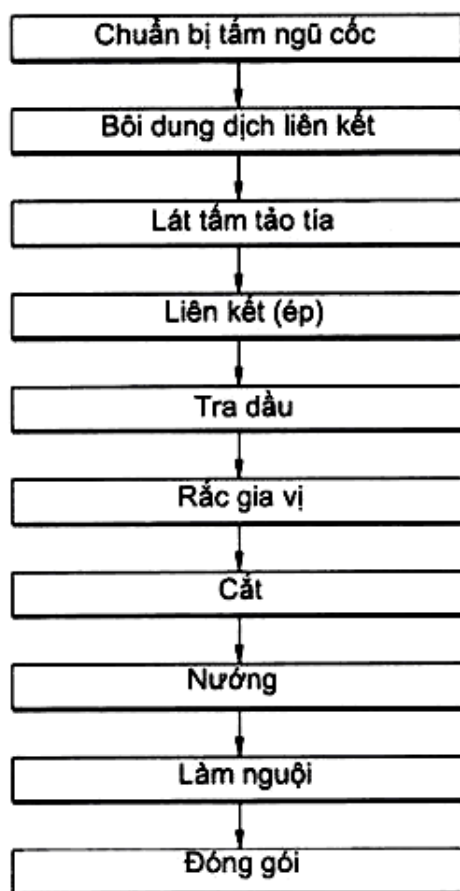 Chuẩn bị tấm ngũ cốc
Bôi dung dịch liên kết
Lát tấm tảo tía
Liên kết (ép)
Tra dầu
Rắc gia vị
Cắt
Nướng
Làm nguội
Đóng gói